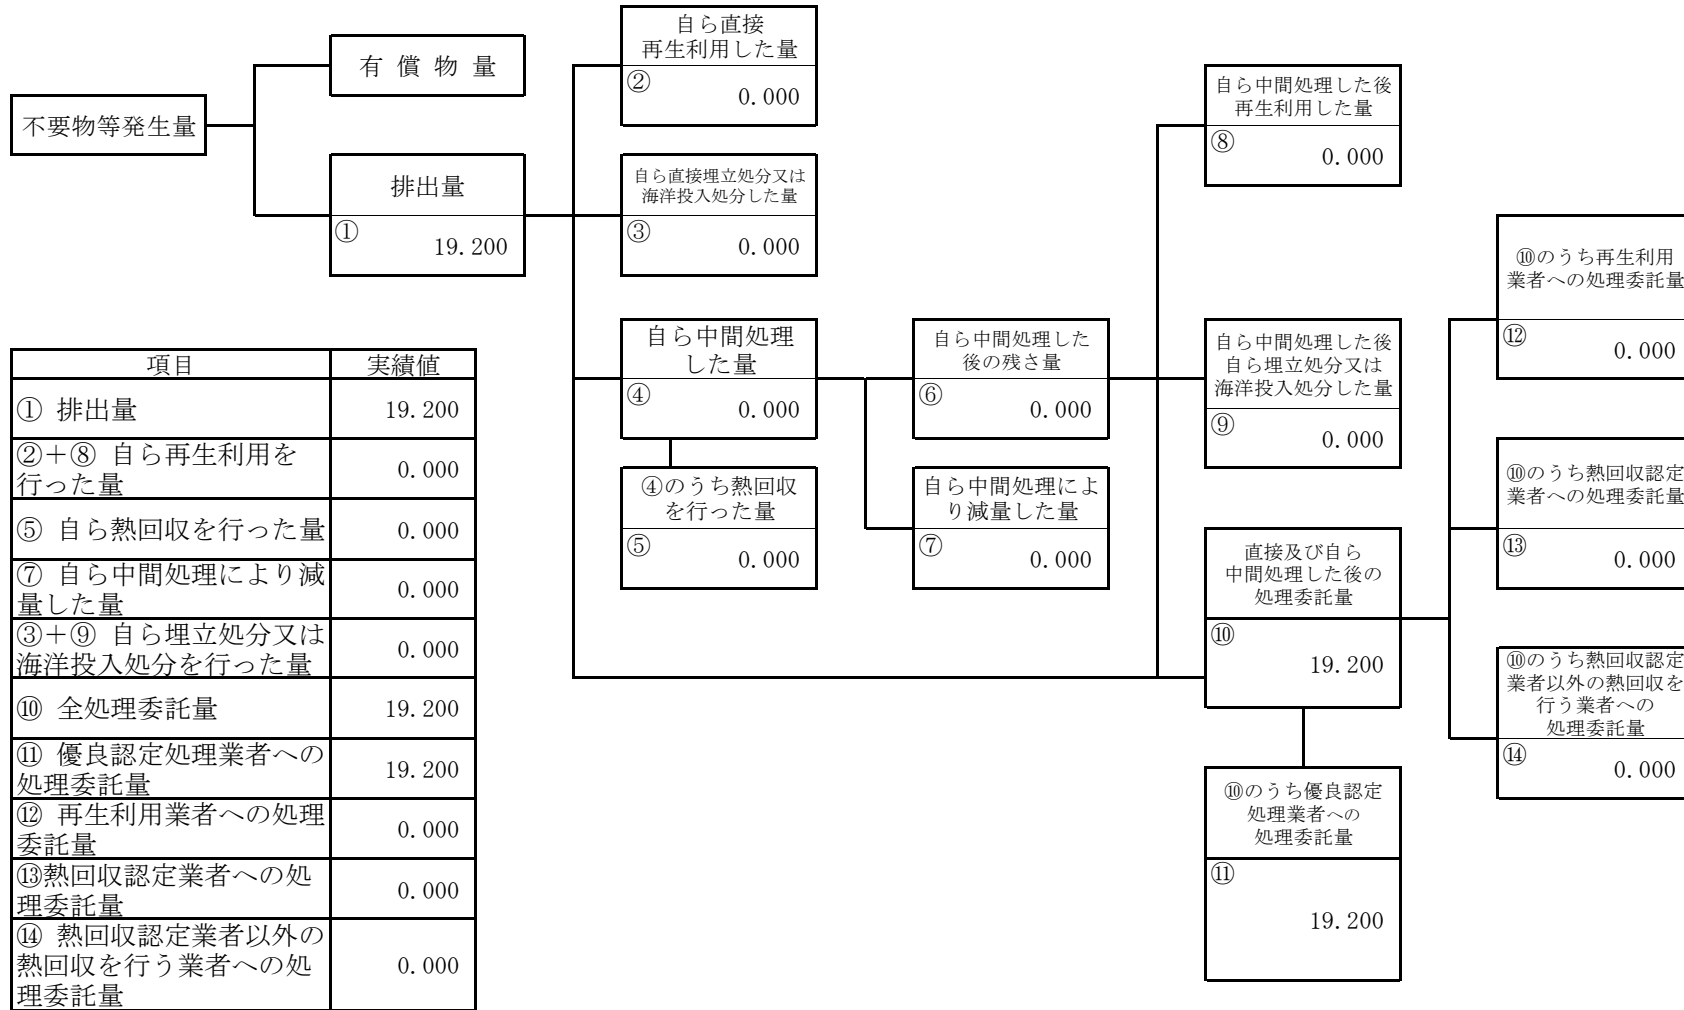 不要物等発生量
有 償 物 量
排出量
①
19.200
自ら直接
再生利用した量
②
0.000
自ら直接埋立処分又は
海洋投入処分した量
③
0.000
自ら中間処理
した量
④
0.000
④のうち熱回収
を行った量
⑤
0.000
自ら中間処理した
後の残さ量
⑥
0.000
自ら中間処理によ
り減量した量
⑦
0.000
自ら中間処理した後
再生利用した量
⑧
0.000
自ら中間処理した後
自ら埋立処分又は
海洋投入処分した量
⑨
0.000
直接及び自ら
中間処理した後の
処理委託量
⑩
19.200
⑩のうち優良認定
処理業者への
処理委託量
⑪
19.200
⑩のうち再生利用
業者への処理委託量
⑫
0.000
⑩のうち熱回収認定
業者への処理委託量
⑬
0.000
⑩のうち熱回収認定
業者以外の熱回収を
行う業者への
処理委託量
⑭
0.000
項目 実績値
① 排出量 19.200
②＋⑧ 自ら再生利用を
行った量 0.000
⑤ 自ら熱回収を行った量 0.000
⑦ 自ら中間処理により減
量した量 0.000
③＋⑨ 自ら埋立処分又は
海洋投入処分を行った量 0.000
⑩ 全処理委託量 19.200
⑪ 優良認定処理業者への
処理委託量 19.200
⑫ 再生利用業者への処理
委託量 0.000
⑬熱回収認定業者への処
理委託量 0.000
⑭ 熱回収認定業者以外の
熱回収を行う業者への処
理委託量 0.000